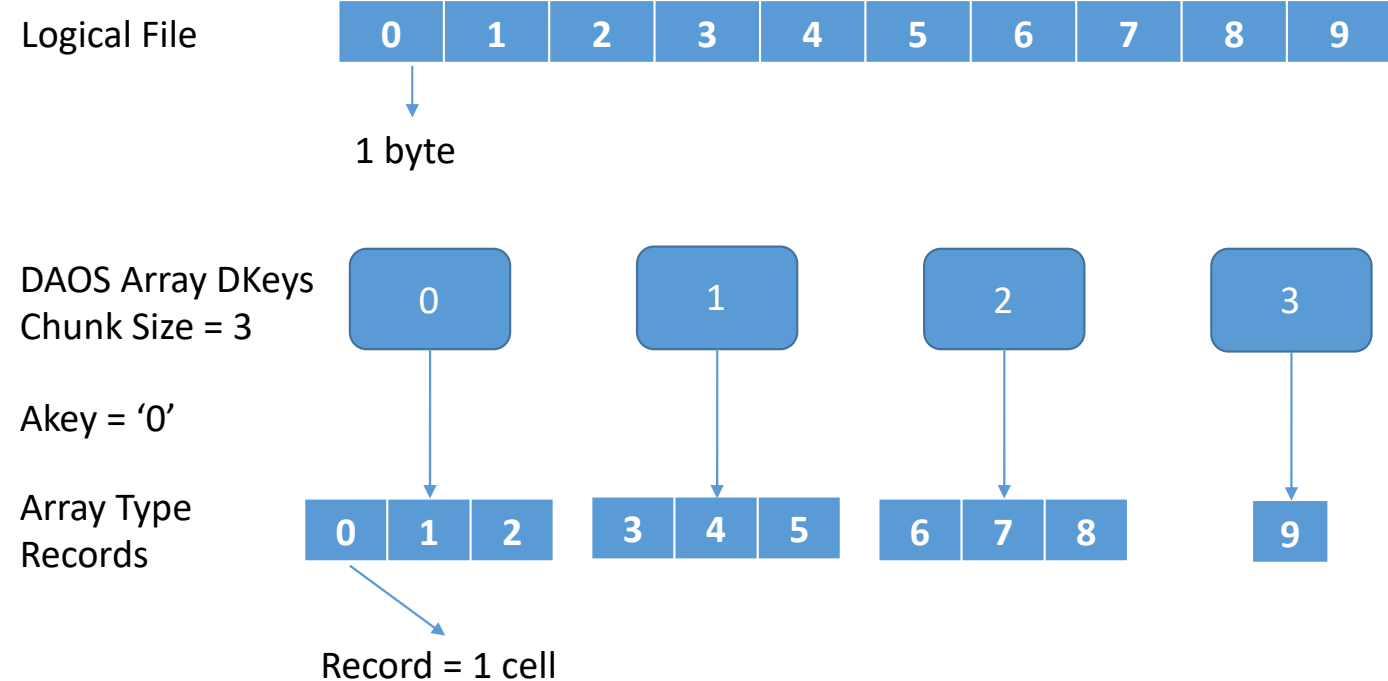 Logical File
0 1 2 3 4 5 6 7 8 9
1 byte
DAOS Array DKeys
Chunk Size = 3
0 1 2 3
Akey = ‘0’
Array Type
Records
0 1 2 3 4 5 6 7 8 9
Record = 1 cell